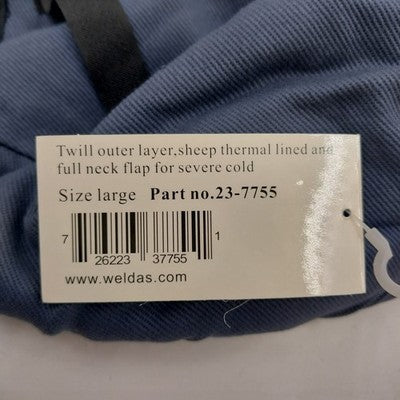 Twill outer layer,sheep thermal lined and
full neck flap for severe cold
Size large Part no.23-7755
7 26223 37755 1
www.weldas.com